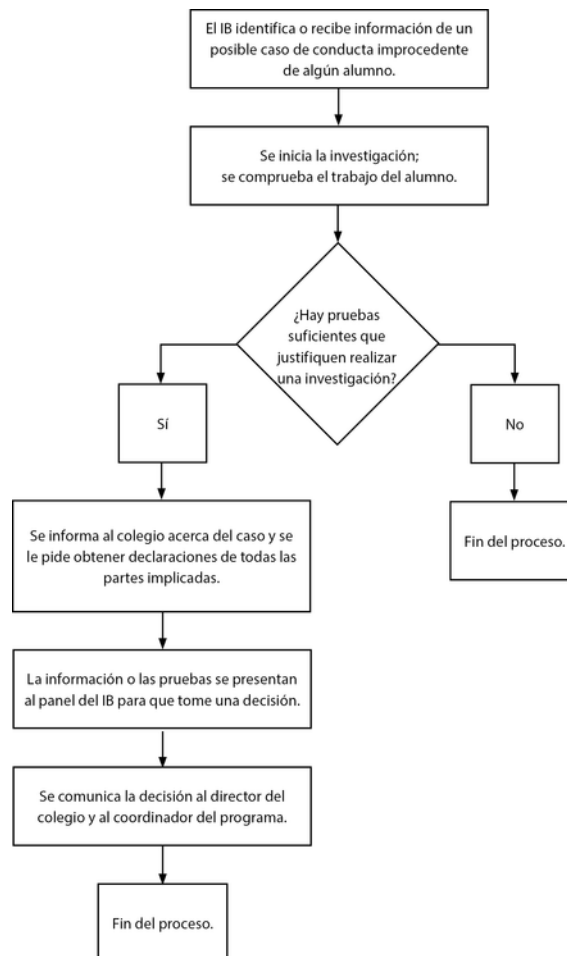 El IB identifica o recibe información de un
posible caso de conducta improcedente
de algún alumno.
Se inicia la investigación;
se comprueba el trabajo del alumno.
¿Hay pruebas
suficientes que
justifiquen realizar
una investigación?
Sí
No
Se informa al colegio acerca del caso y se
le pide obtener declaraciones de todas las
partes implicadas.
Fin del proceso.
La información o las pruebas se presentan
al panel del IB para que tome una decisión.
Se comunica la decisión al director del
colegio y al coordinador del programa.
Fin del proceso.